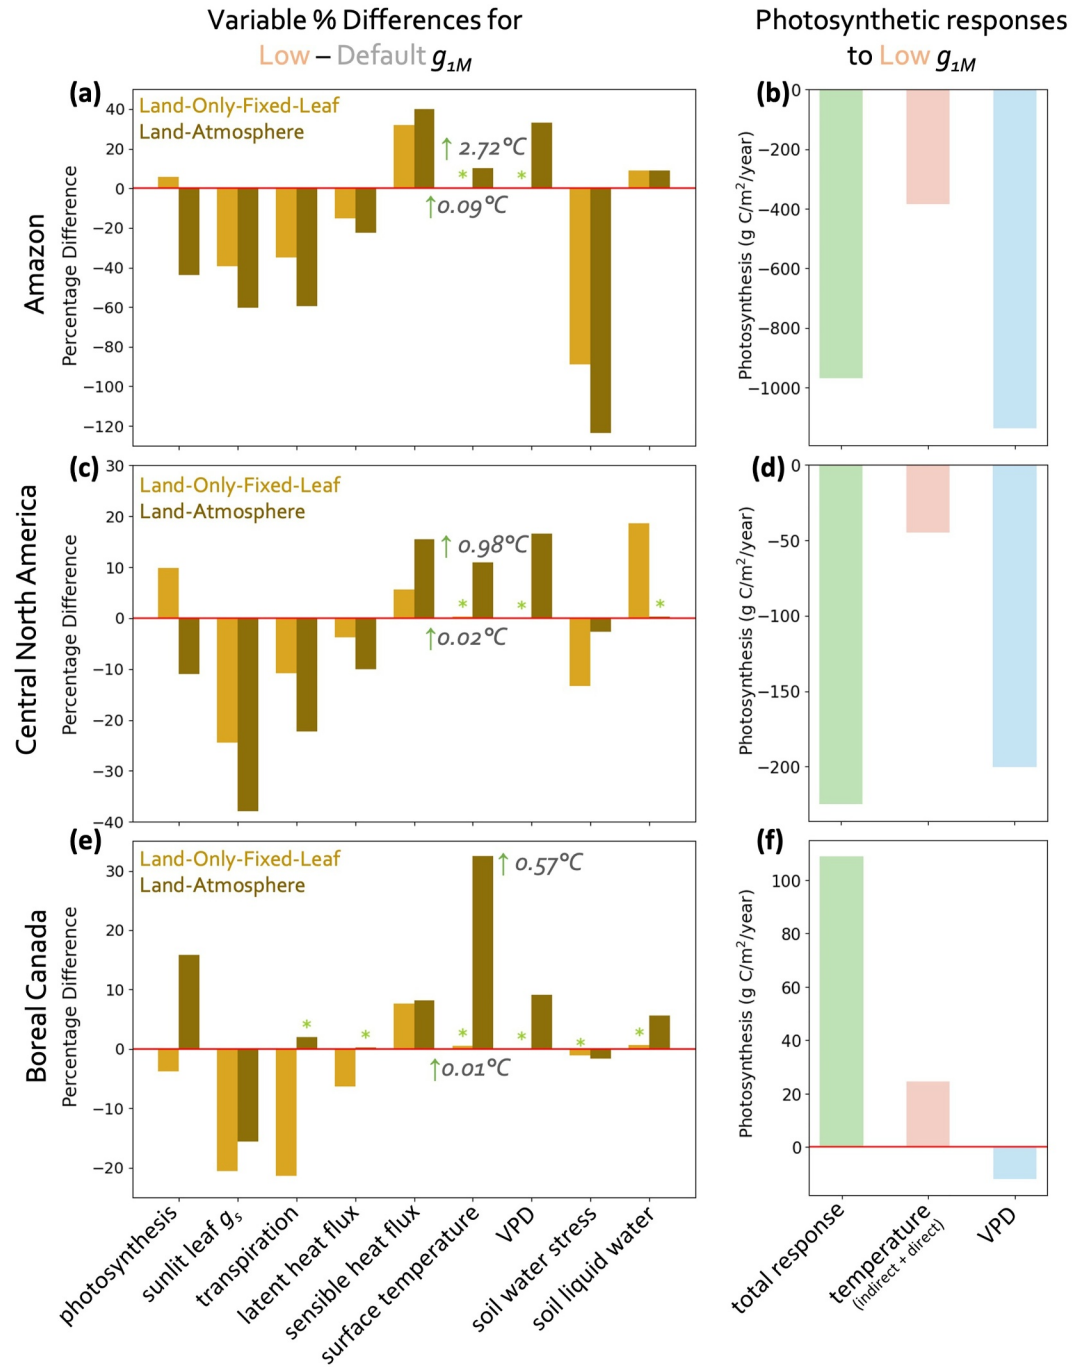 Variable % Differences for
Low – Default g1M
Photosynthetic responses
to Low g1M
Amazon
(a)
Land-Only-Fixed-Leaf
Land-Atmosphere
Percentage Difference
40
20
0
−20
−40
−60
−80
−100
−120
↑ 2.72°C
* *
↑0.09°C
(b)
Photosynthesis (g C/m²/year)
0
−200
−400
−600
−800
−1000
Central North America
(c)
Land-Only-Fixed-Leaf
Land-Atmosphere
Percentage Difference
30
20
10
0
−10
−20
−30
−40
↑ 0.98°C
* * *
↑0.02°C
(d)
Photosynthesis (g C/m²/year)
0
−50
−100
−150
−200
Boreal Canada
(e)
Land-Only-Fixed-Leaf
Land-Atmosphere
Percentage Difference
30
20
10
0
−10
−20
↑ 0.57°C
* * * * * *
↑0.01°C
(f)
Photosynthesis (g C/m²/year)
100
80
60
40
20
0
photosynthesis
sunlit leaf gs
transpiration
latent heat flux
sensible heat flux
surface temperature
VPD
soil water stress
soil liquid water
total response
temperature
(indirect + direct)
VPD